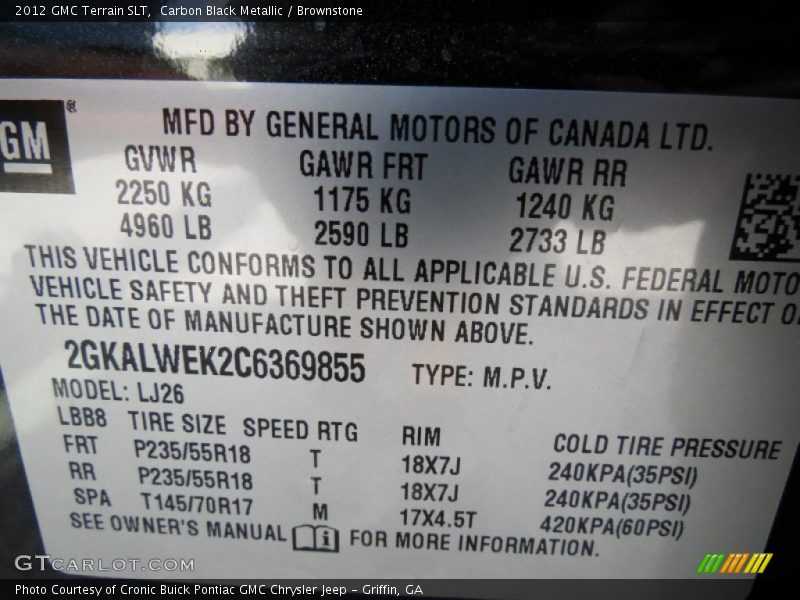 2012 GMC Terrain SLT,  Carbon Black Metallic / Brownstone
GM®
MFD BY GENERAL MOTORS OF CANADA LTD.
GVWR GAWR FRT GAWR RR
2250 KG 1175 KG 1240 KG
4960 LB 2590 LB 2733 LB
THIS VEHICLE CONFORMS TO ALL APPLICABLE U.S. FEDERAL MOTO
VEHICLE SAFETY AND THEFT PREVENTION STANDARDS IN EFFECT O
THE DATE OF MANUFACTURE SHOWN ABOVE.
2GKALWEK2C6369855 TYPE: M.P.V.
MODEL: LJ26
LBB8 TIRE SIZE SPEED RTG RIM COLD TIRE PRESSURE
FRT P235/55R18 T 18X7J 240KPA(35PSI)
RR P235/55R18 T 18X7J 240KPA(35PSI)
SPA T145/70R17 M 17X4.5T 420KPA(60PSI)
SEE OWNER'S MANUAL i FOR MORE INFORMATION.
GTCARLOT.COM
Photo Courtesy of Cronic Buick Pontiac GMC Chrysler Jeep - Griffin, GA